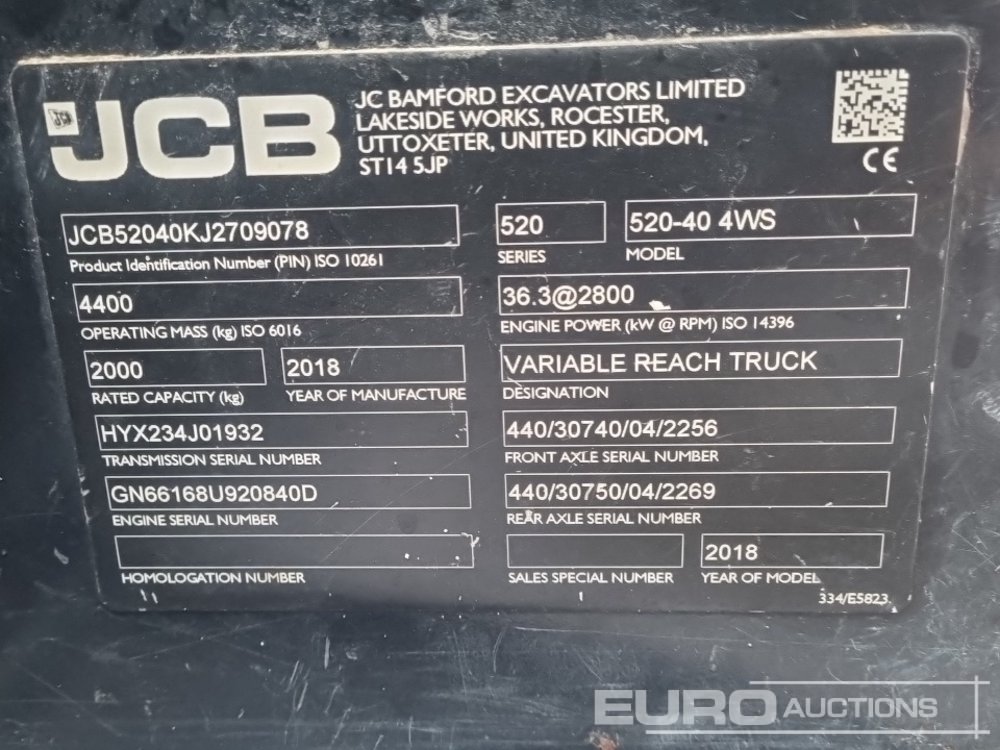 JCB
JC BAMFORD EXCAVATORS LIMITED
LAKESIDE WORKS, ROCESTER,
UTTOXETER, UNITED KINGDOM,
ST14 5JP
CE
JCB52040KJ2709078
Product Identification Number (PIN) ISO 10261
520
SERIES
520-40 4WS
MODEL
4400
OPERATING MASS (kg) ISO 6016
36.3@2800
ENGINE POWER (kW @ RPM) ISO 14396
2000
RATED CAPACITY (kg)
2018
YEAR OF MANUFACTURE
VARIABLE REACH TRUCK
DESIGNATION
HYX234J01932
TRANSMISSION SERIAL NUMBER
440/30740/04/2256
FRONT AXLE SERIAL NUMBER
GN66168U920840D
ENGINE SERIAL NUMBER
440/30750/04/2269
REAR AXLE SERIAL NUMBER
HOMOLOGATION NUMBER
SALES SPECIAL NUMBER
2018
YEAR OF MODEL
334/E5823
EURO AUCTIONS